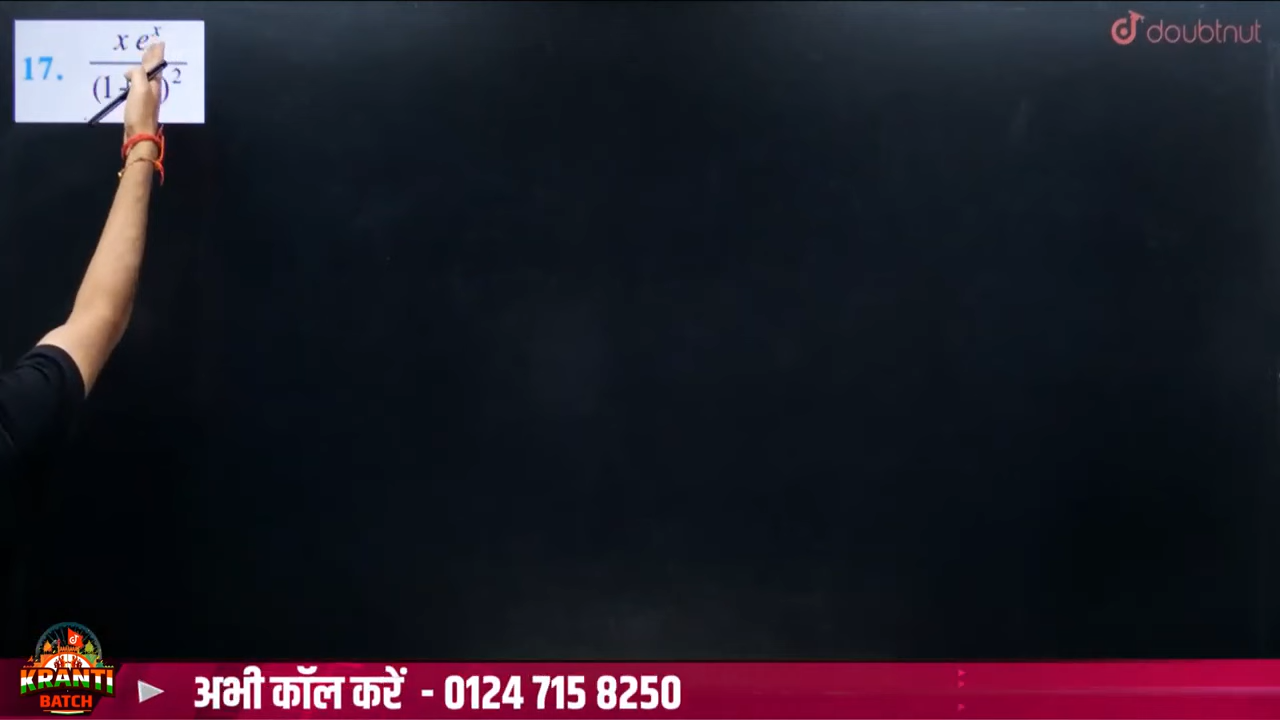 17. x e^x
(1 )^2
doubtnut
KRANTI
BATCH
अभी कॉल करें - 0124 715 8250